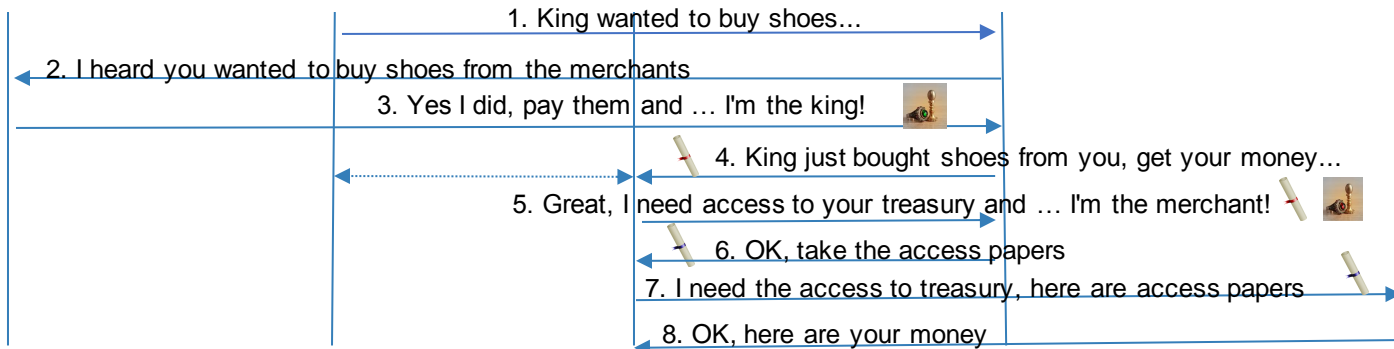 1. King wanted to buy shoes...
2. I heard you wanted to buy shoes from the merchants
3. Yes I did, pay them and ... I'm the king!
4. King just bought shoes from you, get your money...
5. Great, I need access to your treasury and ... I'm the merchant!
6. OK, take the access papers
7. I need the access to treasury, here are access papers
8. OK, here are your money